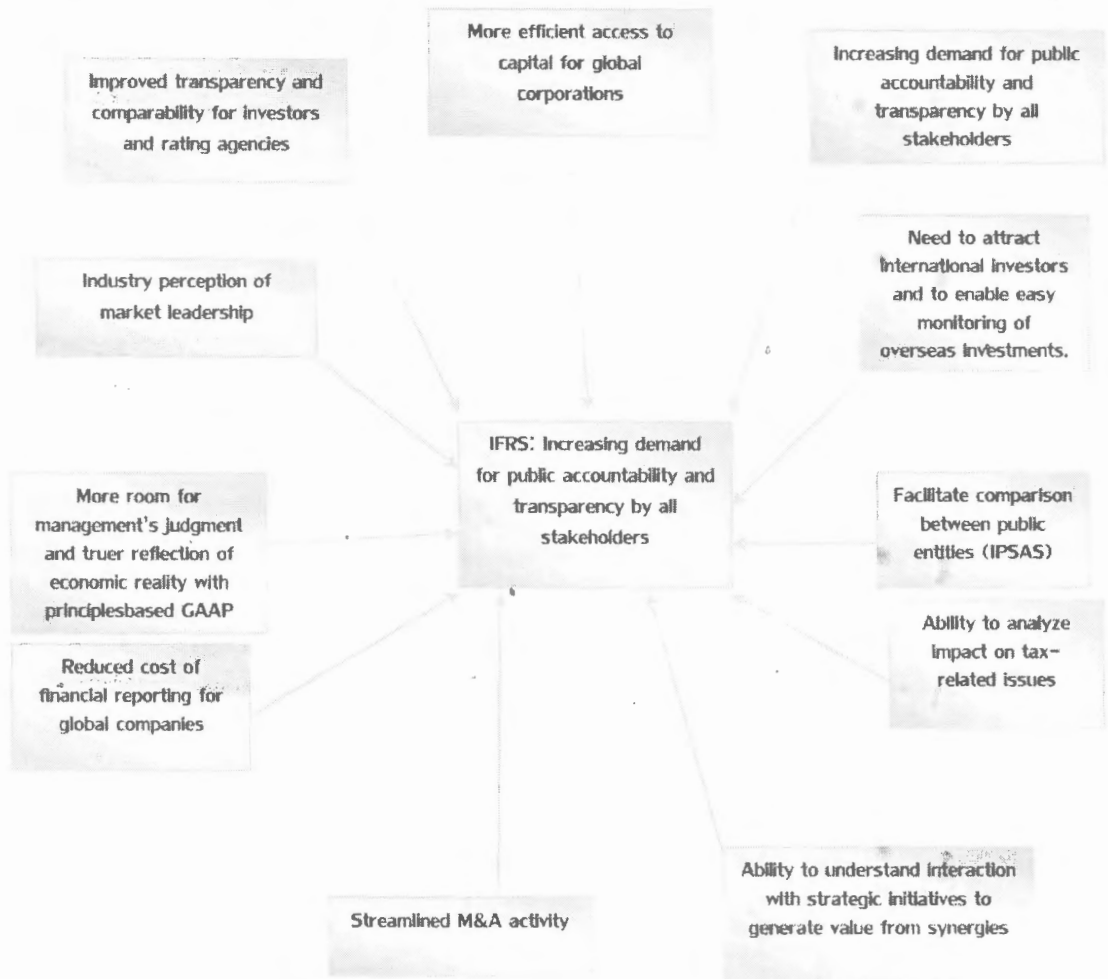 More efficient access to
capital for global
corporations
Improved transparency and
comparability for investors
and rating agencies
Increasing demand for public
accountability and
transparency by all
stakeholders
Industry perception of
market leadership
Need to attract
international investors
and to enable easy
monitoring of
overseas investments.
IFRS: Increasing demand
for public accountability and
transparency by all
stakeholders
More room for
management's judgment
and truer reflection of
economic reality with
principlesbased GAAP
Facilitate comparison
between public
entities (IPSAS)
Reduced cost of
financial reporting for
global companies
Ability to analyze
impact on tax-
related issues
Streamlined M&A activity
Ability to understand interaction
with strategic initiatives to
generate value from synergies